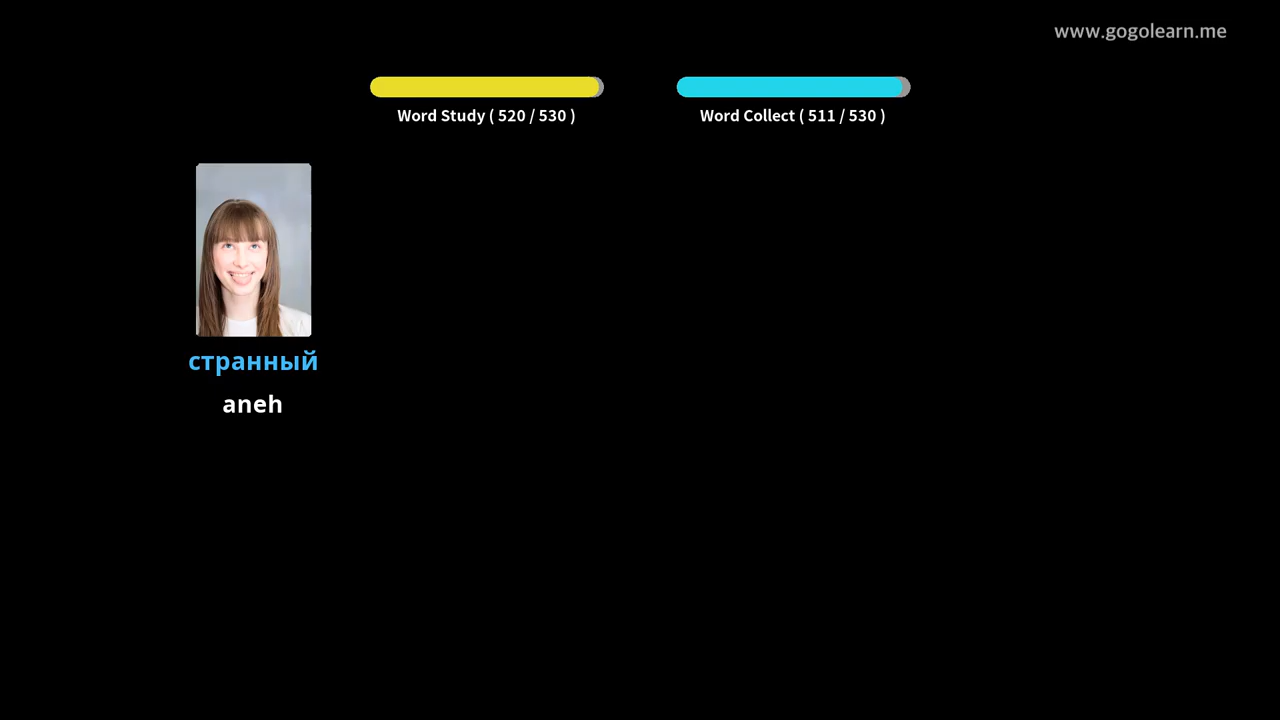 www.gogolearn.me
Word Study ( 520 / 530 )
Word Collect ( 511 / 530 )
странный
aneh